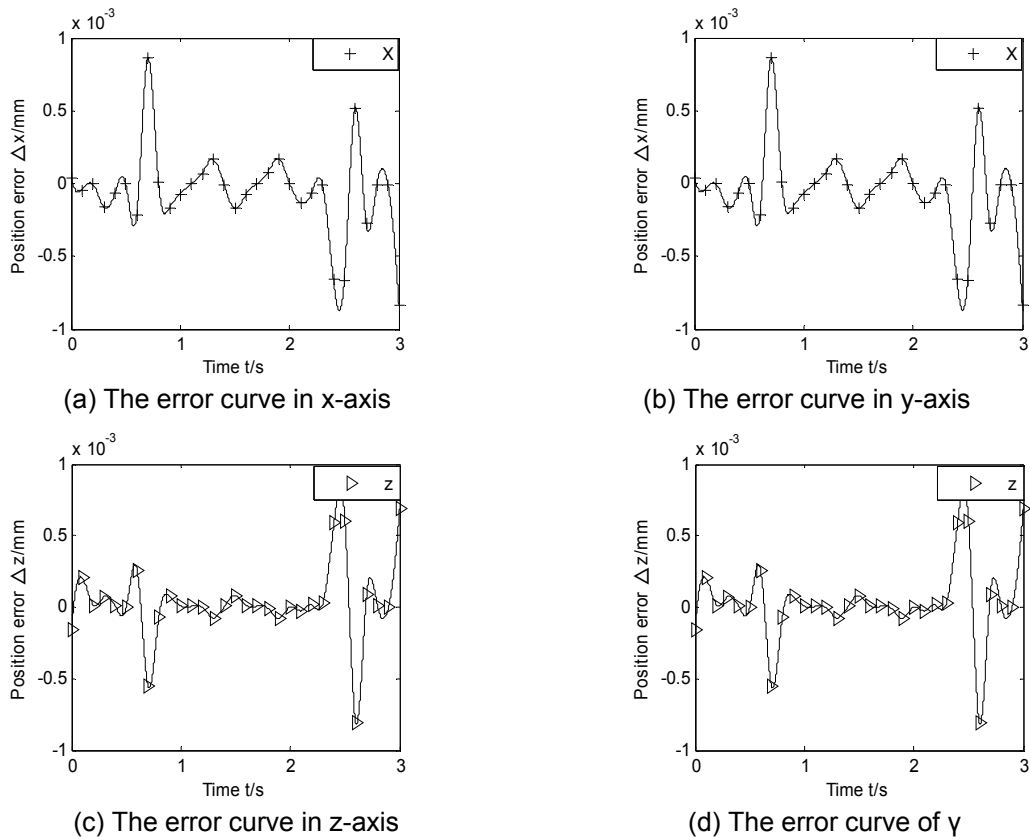 x 10⁻³
1
0.5
0
-0.5
-1
Position error △x/mm
X
0 1 2 3
Time t/s
(a) The error curve in x-axis
x 10⁻³
1
0.5
0
-0.5
-1
Position error △x/mm
X
0 1 2 3
Time t/s
(b) The error curve in y-axis
x 10⁻³
1
0.5
0
-0.5
-1
Position error △z/mm
z
0 1 2 3
Time t/s
(c) The error curve in z-axis
x 10⁻³
1
0.5
0
-0.5
-1
Position error △z/mm
z
0 1 2 3
Time t/s
(d) The error curve of γ